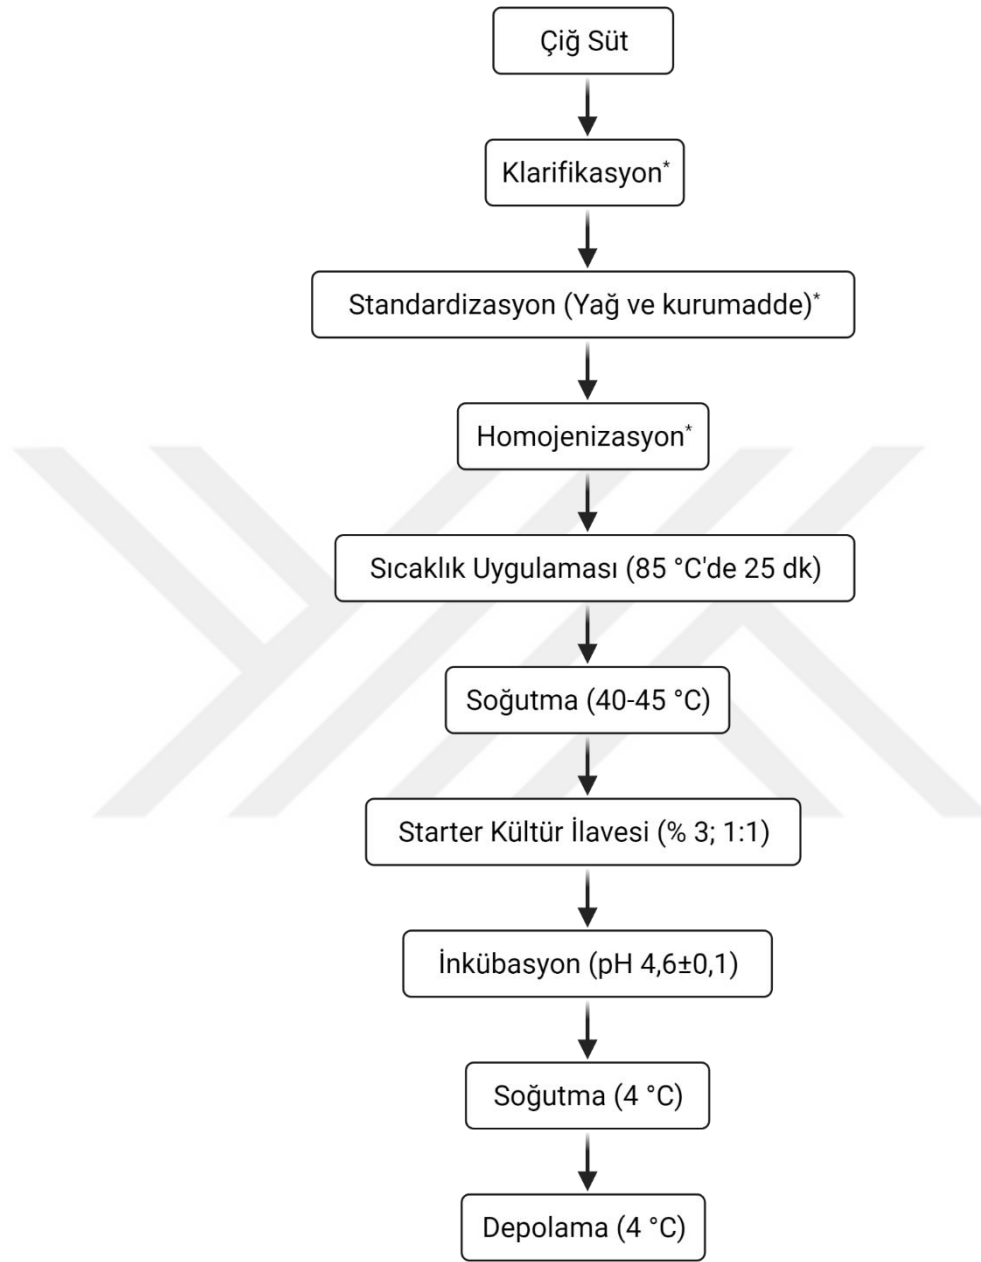 Çiğ Süt
Klarifikasyon*
Standardizasyon (Yağ ve kurumadde)*
Homojenizasyon*
Sıcaklık Uygulaması (85 °C'de 25 dk)
Soğutma (40-45 °C)
Starter Kültür İlavesi (% 3; 1:1)
İnkübasyon (pH 4,6±0,1)
Soğutma (4 °C)
Depolama (4 °C)